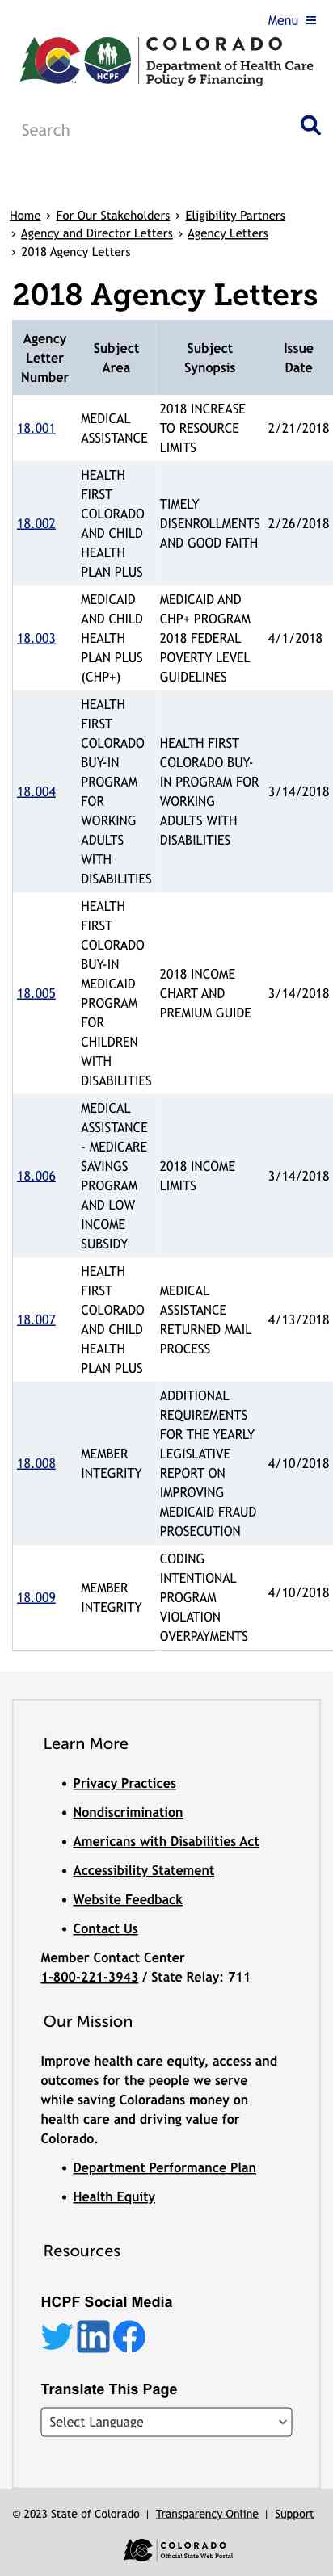 Menu
COLORADO
Department of Health Care
Policy & Financing
HCPF
TM
Search
Home › For Our Stakeholders › Eligibility Partners
› Agency and Director Letters › Agency Letters
› 2018 Agency Letters
2018 Agency Letters
Agency Letter Number | Subject Area | Subject Synopsis | Issue Date
18.001 | MEDICAL ASSISTANCE | 2018 INCREASE TO RESOURCE LIMITS | 2/21/2018
18.002 | HEALTH FIRST COLORADO AND CHILD HEALTH PLAN PLUS | TIMELY DISENROLLMENTS AND GOOD FAITH | 2/26/2018
18.003 | MEDICAID AND CHILD HEALTH PLAN PLUS (CHP+) | MEDICAID AND CHP+ PROGRAM 2018 FEDERAL POVERTY LEVEL GUIDELINES | 4/1/2018
18.004 | HEALTH FIRST COLORADO BUY-IN PROGRAM FOR WORKING ADULTS WITH DISABILITIES | HEALTH FIRST COLORADO BUY-IN PROGRAM FOR WORKING ADULTS WITH DISABILITIES | 3/14/2018
18.005 | HEALTH FIRST COLORADO BUY-IN MEDICAID PROGRAM FOR CHILDREN WITH DISABILITIES | 2018 INCOME CHART AND PREMIUM GUIDE | 3/14/2018
18.006 | MEDICAL ASSISTANCE - MEDICARE SAVINGS PROGRAM AND LOW INCOME SUBSIDY | 2018 INCOME LIMITS | 3/14/2018
18.007 | HEALTH FIRST COLORADO AND CHILD HEALTH PLAN PLUS | MEDICAL ASSISTANCE RETURNED MAIL PROCESS | 4/13/2018
18.008 | MEMBER INTEGRITY | ADDITIONAL REQUIREMENTS FOR THE YEARLY LEGISLATIVE REPORT ON IMPROVING MEDICAID FRAUD PROSECUTION | 4/10/2018
18.009 | MEMBER INTEGRITY | CODING INTENTIONAL PROGRAM VIOLATION OVERPAYMENTS | 4/10/2018
Learn More
• Privacy Practices
• Nondiscrimination
• Americans with Disabilities Act
• Accessibility Statement
• Website Feedback
• Contact Us
Member Contact Center
1-800-221-3943 / State Relay: 711
Our Mission
Improve health care equity, access and
outcomes for the people we serve
while saving Coloradans money on
health care and driving value for
Colorado.
• Department Performance Plan
• Health Equity
Resources
HCPF Social Media
in
Translate This Page
Select Language
© 2023 State of Colorado | Transparency Online | Support
COLORADO
Official State Web Portal